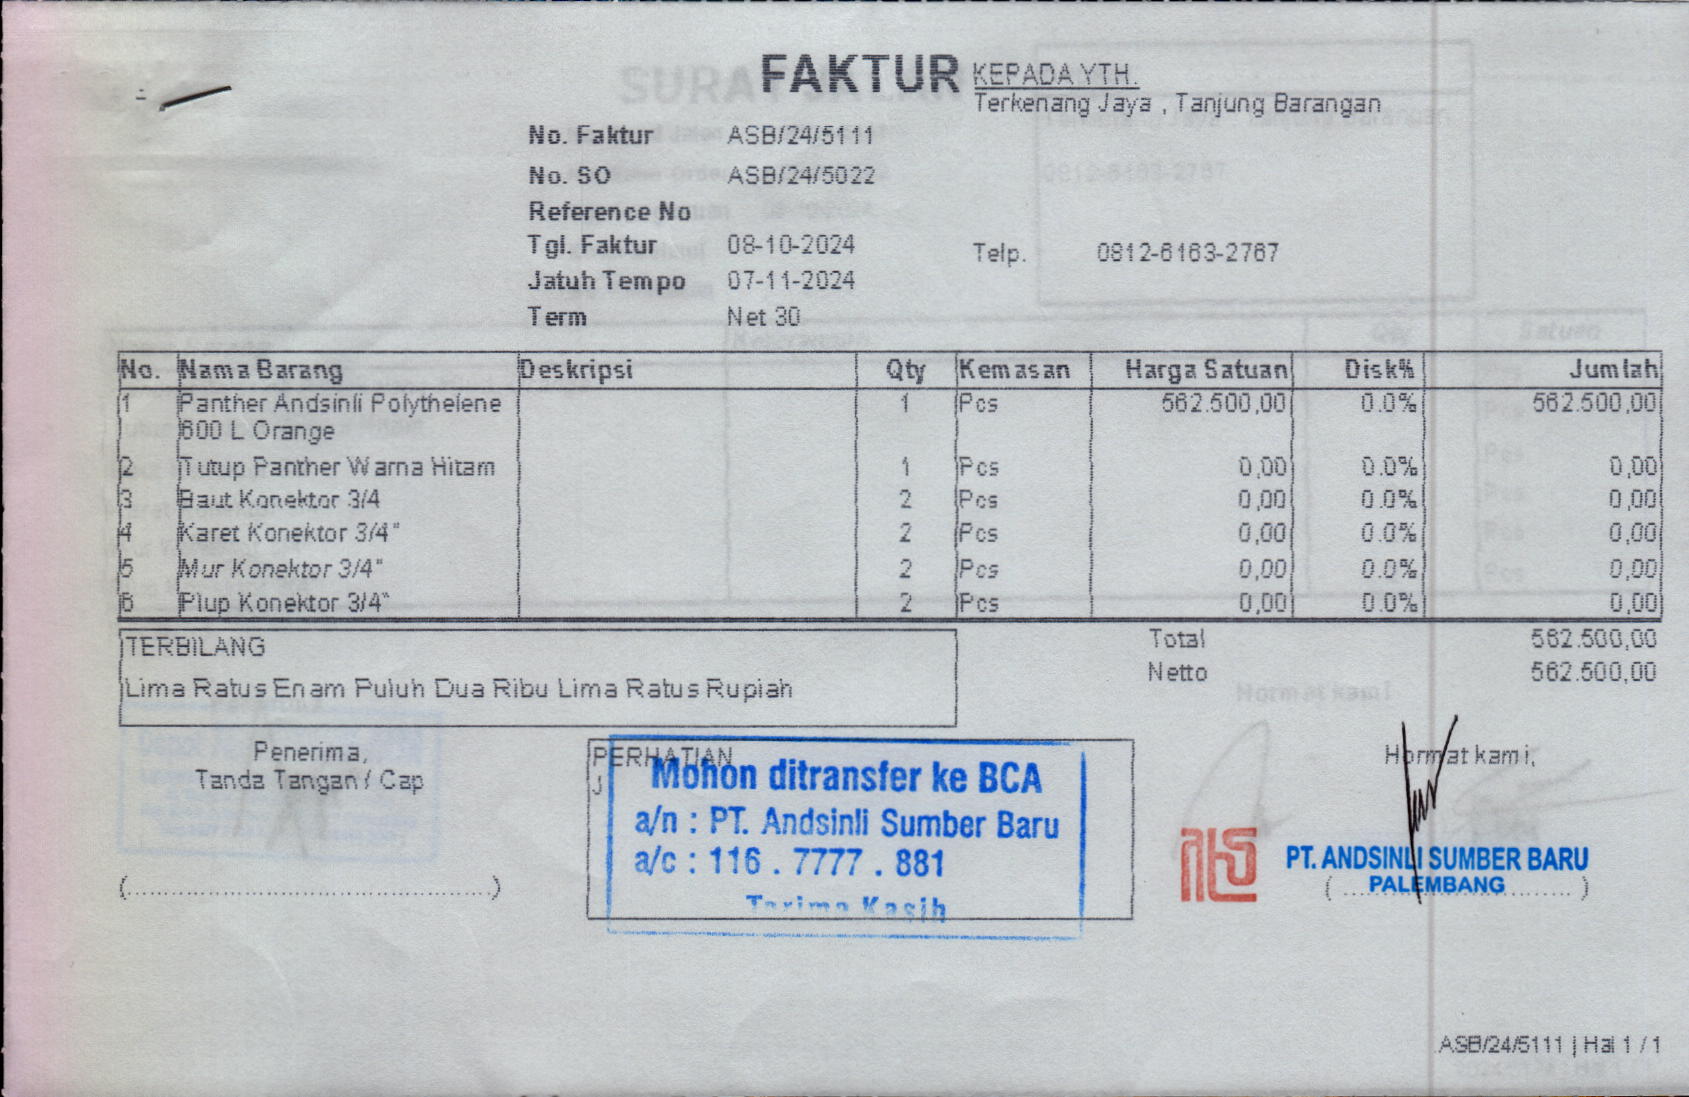 FAKTUR
KEPADA YTH.
Terkenang Jaya , Tanjung Barangan
No. Faktur ASB/24/5111
No. SO ASB/24/5022
Reference No
Tgl. Faktur 08-10-2024
Telp. 0812-6163-2767
Jatuh Tempo 07-11-2024
Term Net 30
No. Nama Barang Deskripsi Qty Kemasan Harga Satuan Disk% Jumlah
1 Panther Andsinli Polythelene 1 Pcs 562.500,00 0.0% 562.500,00
600 L Orange
2 Tutup Panther Warna Hitam 1 Pcs 0,00 0.0% 0,00
3 Baut Konektor 3/4 2 Pcs 0,00 0.0% 0,00
4 Karet Konektor 3/4" 2 Pcs 0,00 0.0% 0,00
5 Mur Konektor 3/4" 2 Pcs 0,00 0.0% 0,00
6 Plup Konektor 3/4" 2 Pcs 0,00 0.0% 0,00
TERBILANG
Lima Ratus Enam Puluh Dua Ribu Lima Ratus Rupiah
Total 562.500,00
Netto 562.500,00
Penerima,
Tanda Tangan / Cap
(............................................)
PERHATIAN
Mohon ditransfer ke BCA
a/n : PT. Andsinli Sumber Baru
a/c : 116 . 7777 . 881
Terima Kasih
Hormat kami,
PT. ANDSINLI SUMBER BARU
PALEMBANG
ASB/24/5111 | Hal 1 / 1